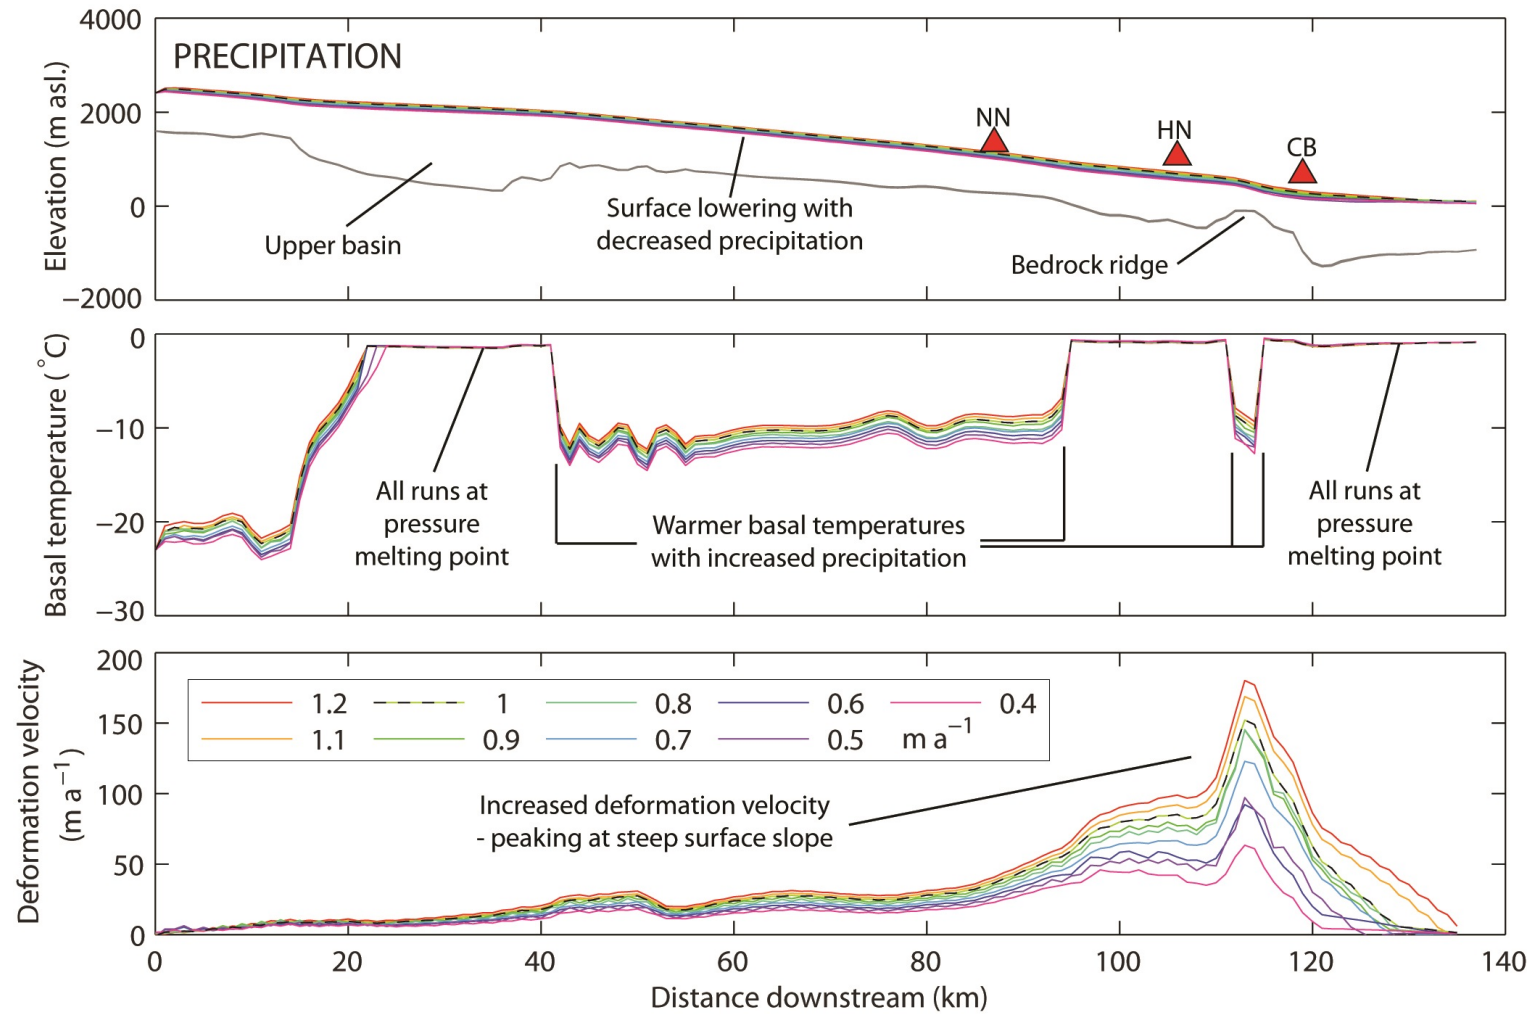 PRECIPITATION
Elevation (m asl.)
4000
2000
0
−2000
NN
HN
CB
Upper basin
Surface lowering with
decreased precipitation
Bedrock ridge
Basal temperature (°C)
0
−10
−20
−30
All runs at
pressure
melting point
Warmer basal temperatures
with increased precipitation
All runs at
pressure
melting point
Deformation velocity
(m a⁻¹)
200
150
100
50
0
1.2 1 0.8 0.6 0.4
1.1 0.9 0.7 0.5 m a⁻¹
Increased deformation velocity
- peaking at steep surface slope
0 20 40 60 80 100 120 140
Distance downstream (km)